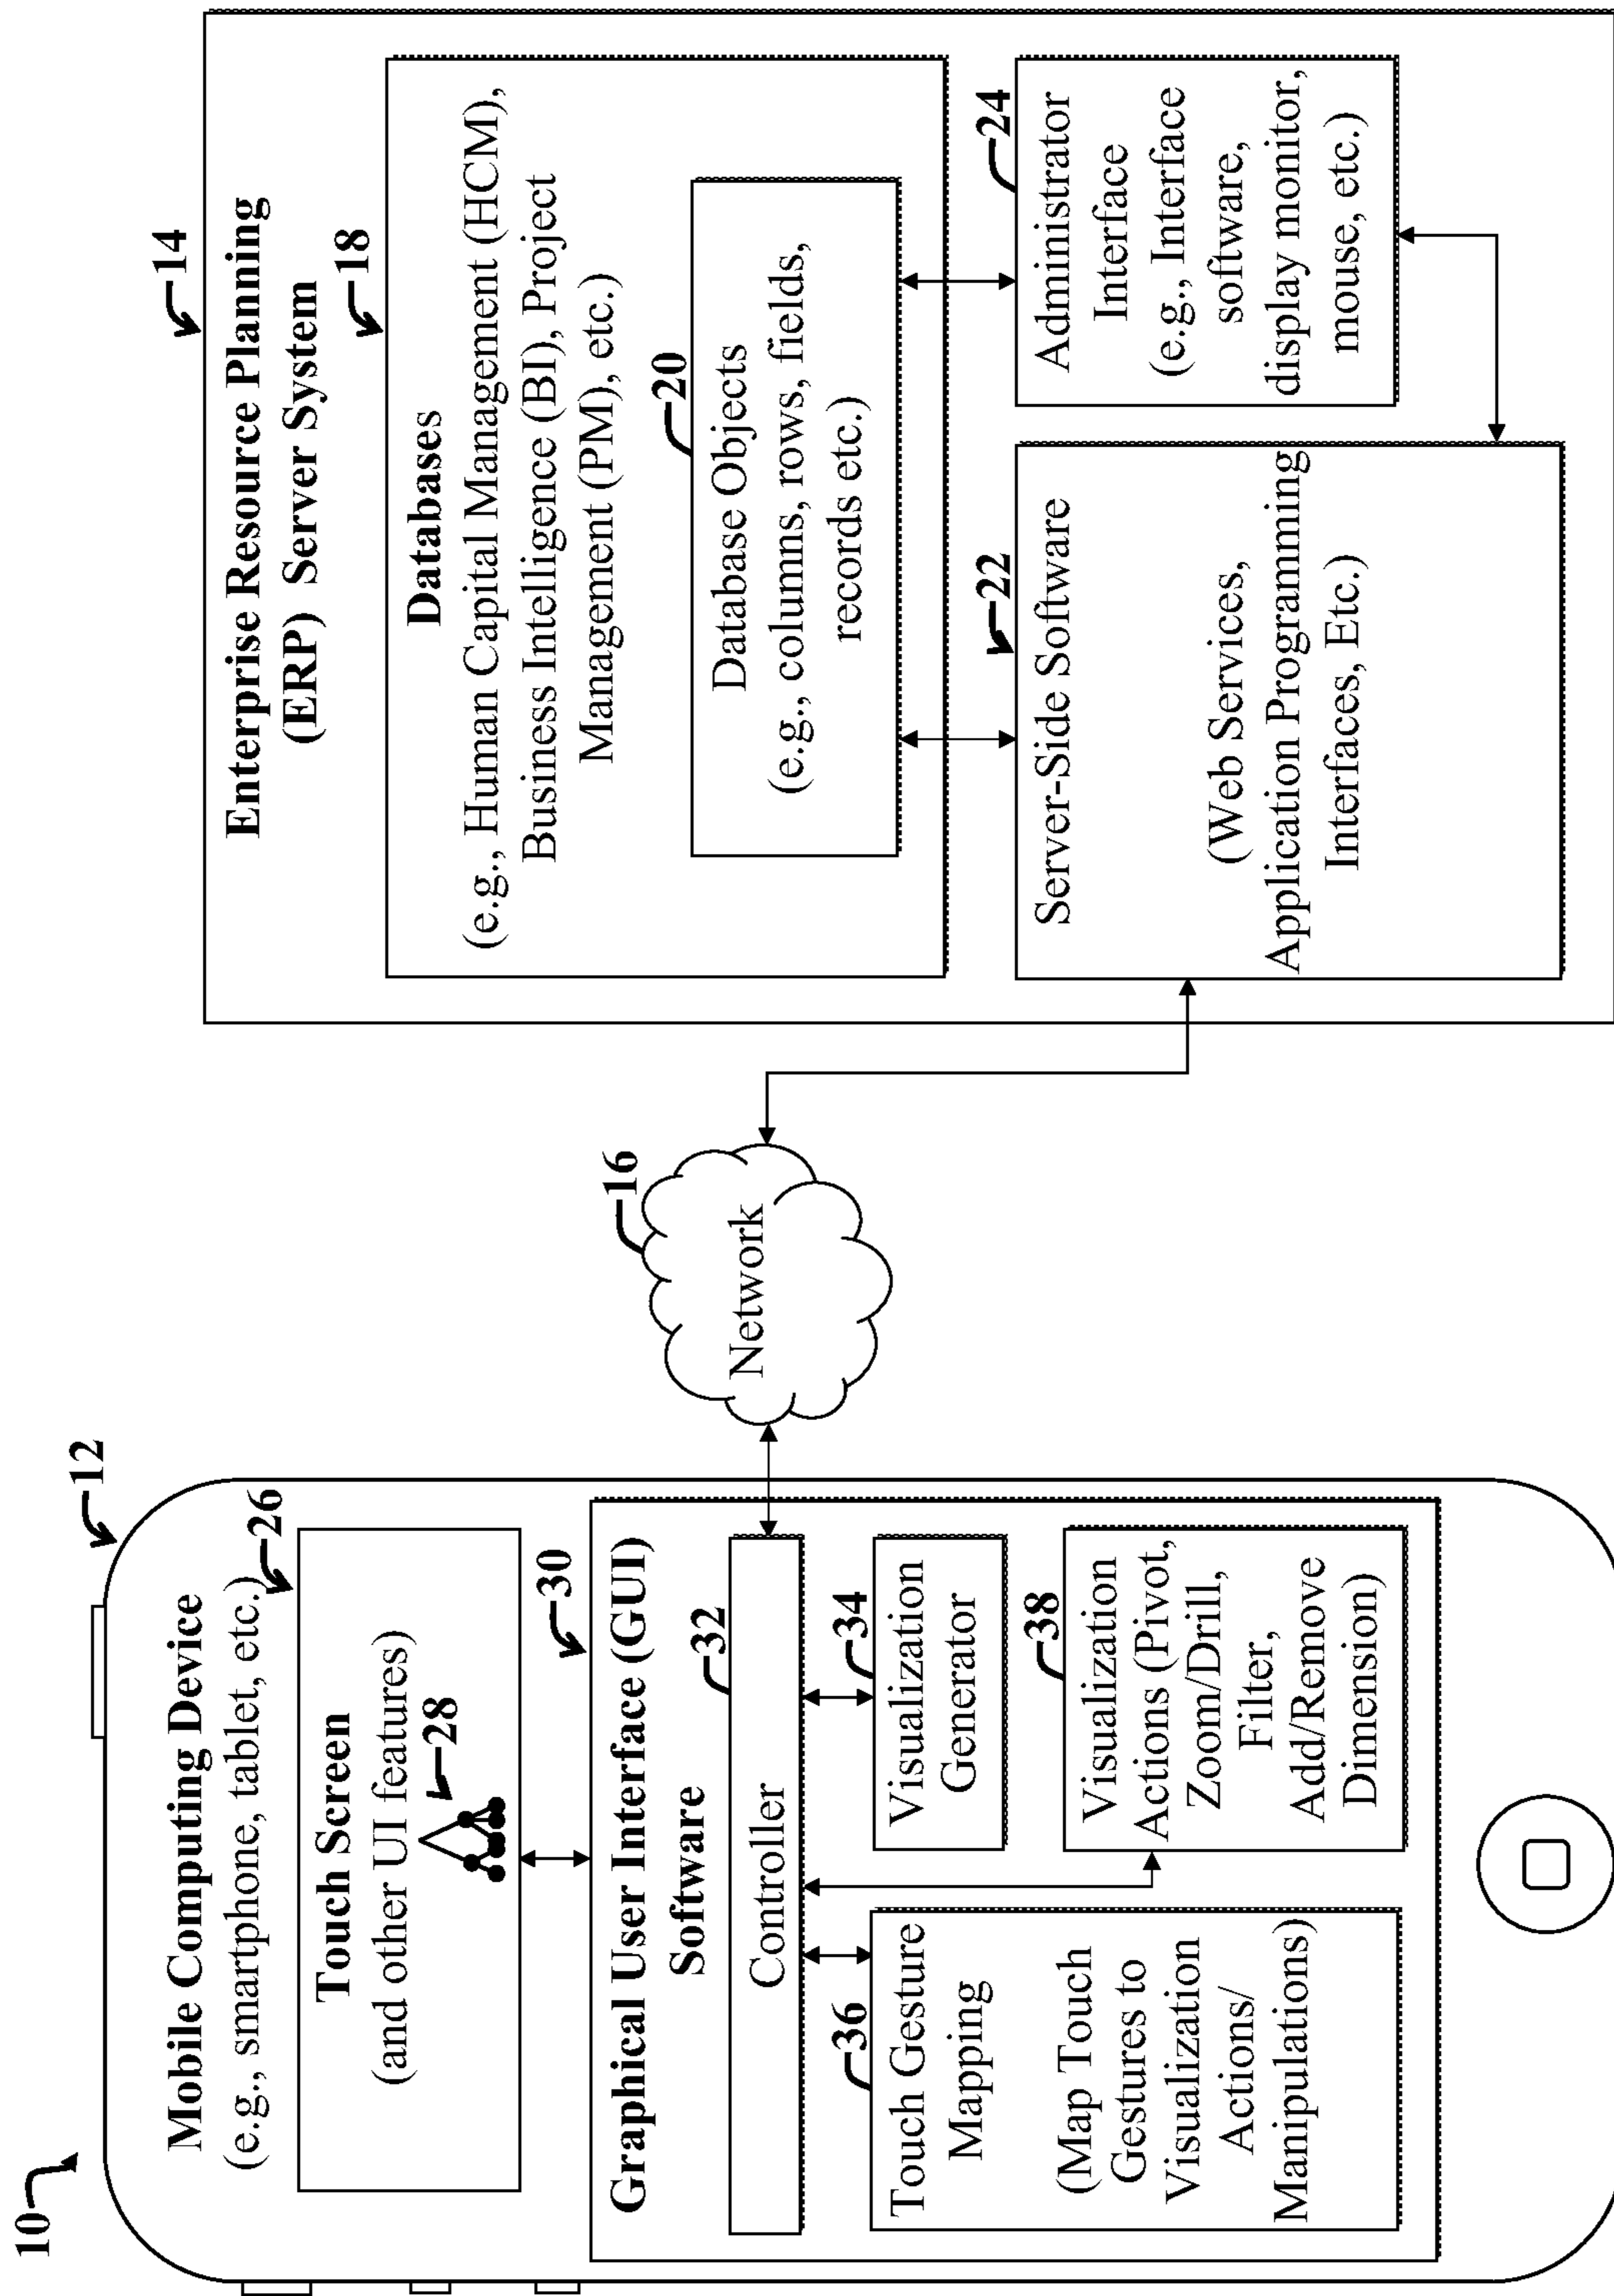 10
12
Mobile Computing Device
(e.g., smartphone, tablet, etc.)
26
Touch Screen
(and other UI features)
28
30
Graphical User Interface (GUI)
Software
32
Controller
34
Visualization
Generator
36
Touch Gesture
Mapping
(Map Touch
Gestures to
Visualization
Actions/
Manipulations)
38
Visualization
Actions (Pivot,
Zoom/Drill,
Filter,
Add/Remove
Dimension)
16
Network
14
Enterprise Resource Planning
(ERP) Server System
18
Databases
(e.g., Human Capital Management (HCM),
Business Intelligence (BI), Project
Management (PM), etc.)
20
Database Objects
(e.g., columns, rows, fields,
records etc.)
22
Server-Side Software
(Web Services,
Application Programming
Interfaces, Etc.)
24
Administrator
Interface
(e.g., Interface
software,
display monitor,
mouse, etc.)